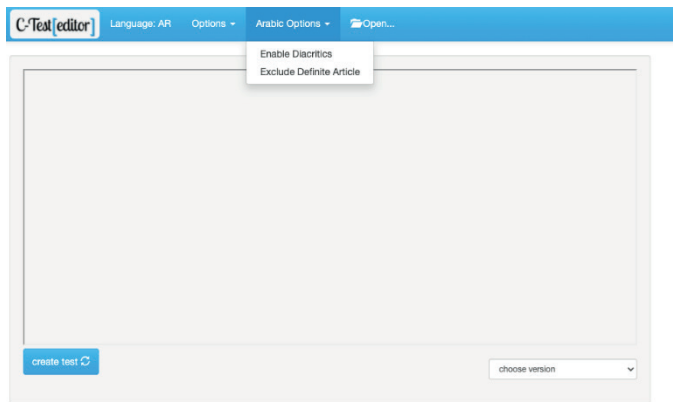 C-Test[editor] Language: AR Options Arabic Options Open...
Enable Diacritics
Exclude Definite Article
create test
choose version